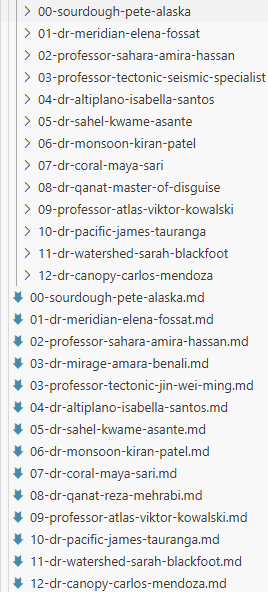 00-sourdough-pete-alaska
01-dr-meridian-elena-fossat
02-professor-sahara-amira-hassan
03-professor-tectonic-seismic-specialist
04-dr-altiplano-isabella-santos
05-dr-sahel-kwame-asante
06-dr-monsoon-kiran-patel
07-dr-coral-maya-sari
08-dr-qanat-master-of-disguise
09-professor-atlas-viktor-kowalski
10-dr-pacific-james-tauranga
11-dr-watershed-sarah-blackfoot
12-dr-canopy-carlos-mendoza
00-sourdough-pete-alaska.md
01-dr-meridian-elena-fossat.md
02-professor-sahara-amira-hassan.md
03-dr-mirage-amara-benali.md
03-professor-tectonic-jin-wei-ming.md
04-dr-altiplano-isabella-santos.md
05-dr-sahel-kwame-asante.md
06-dr-monsoon-kiran-patel.md
07-dr-coral-maya-sari.md
08-dr-qanat-reza-mehrabi.md
09-professor-atlas-viktor-kowalski.md
10-dr-pacific-james-tauranga.md
11-dr-watershed-sarah-blackfoot.md
12-dr-canopy-carlos-mendoza.md